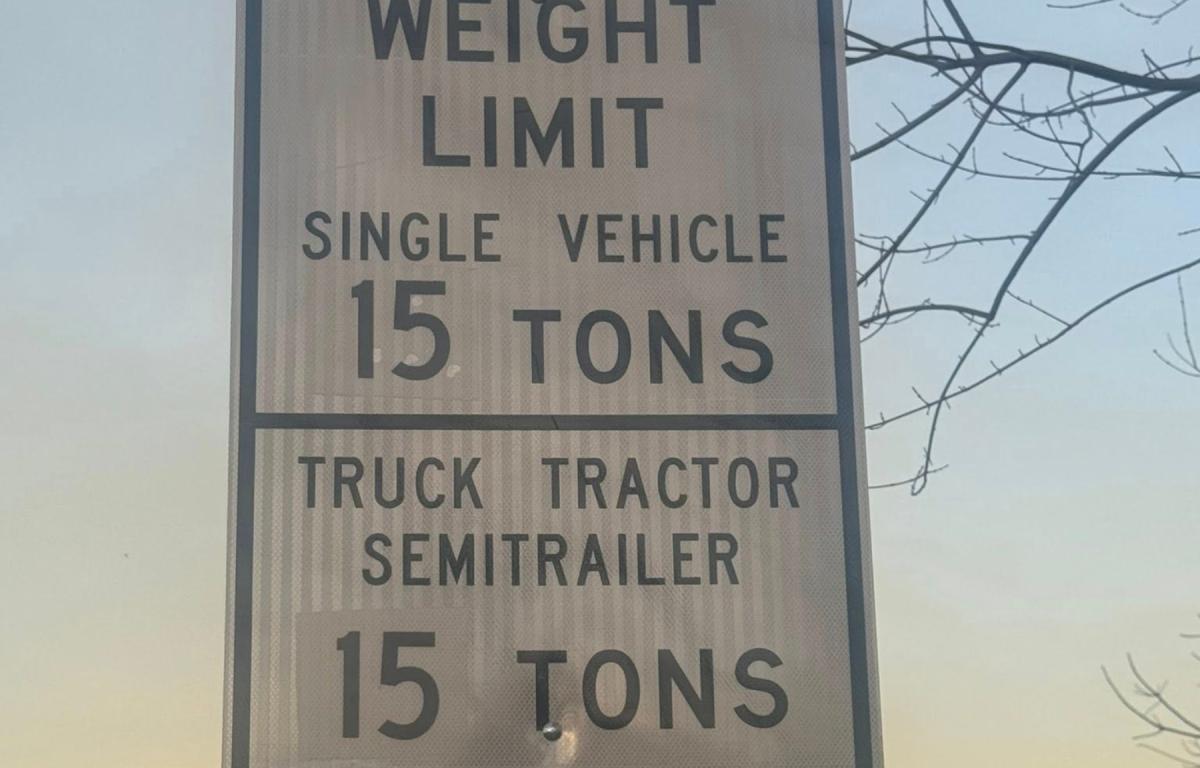 WEIGHT
LIMIT
SINGLE VEHICLE
15 TONS
TRUCK TRACTOR
SEMITRAILER
15 TONS